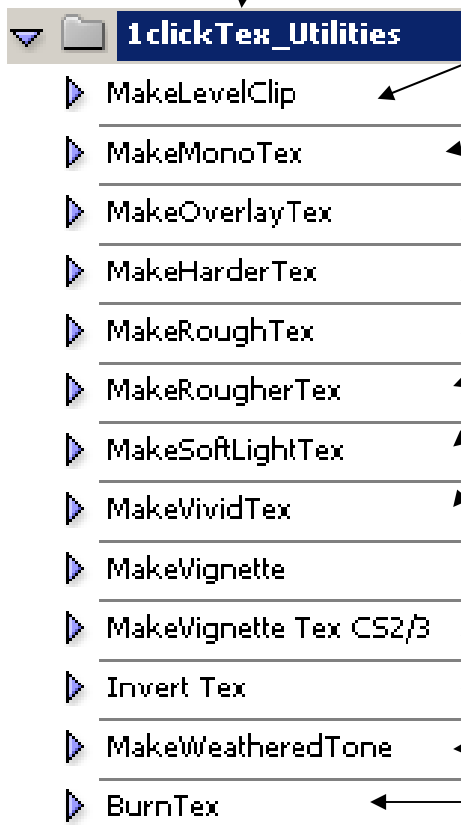 1clickTex_Utilities
MakeLevelClip
MakeMonoTex
MakeOverlayTex
MakeHarderTex
MakeRoughTex
MakeRougherTex
MakeSoftLightTex
MakeVividTex
MakeVignette
MakeVignette Tex CS2/3
Invert Tex
MakeWeatheredTone
BurnTex